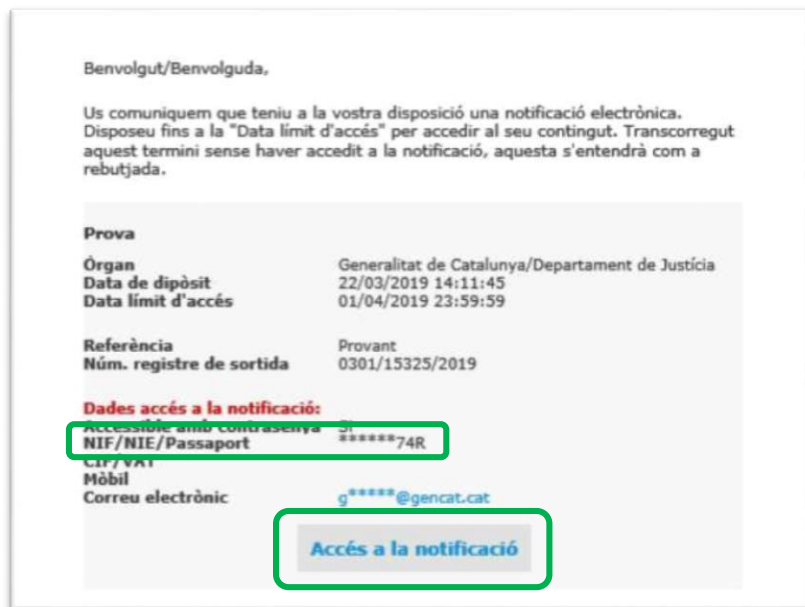 Benvolgut/Benvolguda,
Us comuniquem que teniu a la vostra disposició una notificació electrònica.
Disposeu fins a la "Data límit d'accés" per accedir al seu contingut. Transcorregut
aquest termini sense haver accedit a la notificació, aquesta s'entendrà com a
rebutjada.
Prova
Òrgan Generalitat de Catalunya/Departament de Justícia
Data de dipòsit 22/03/2019 14:11:45
Data límit d'accés 01/04/2019 23:59:59
Referència Provant
Núm. registre de sortida 0301/15325/2019
Dades accés a la notificació:
Accessible amb contrasenya Sí
NIF/NIE/Passaport ******74R
CIF/VAT
Mòbil
Correu electrònic g*****@gencat.cat
Accés a la notificació